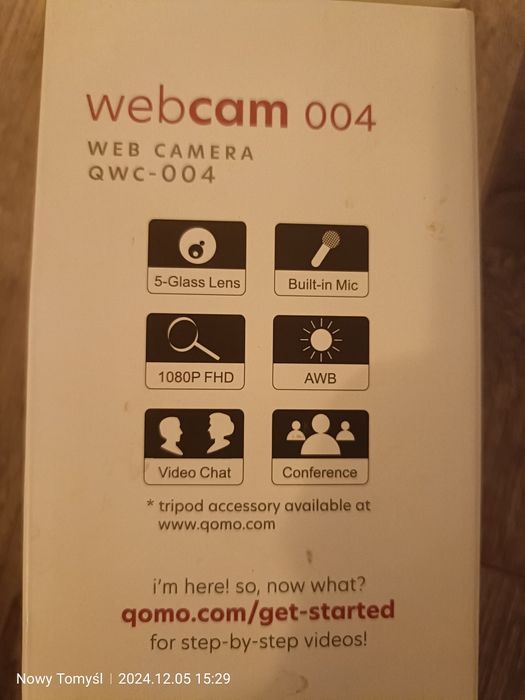 webcam 004
WEB CAMERA
QWC-004
5-Glass Lens
Built-in Mic
1080P FHD
AWB
Video Chat
Conference
* tripod accessory available at
www.qomo.com
i'm here! so, now what?
qomo.com/get-started
for step-by-step videos!
Nowy Tomyśl | 2024.12.05 15:29